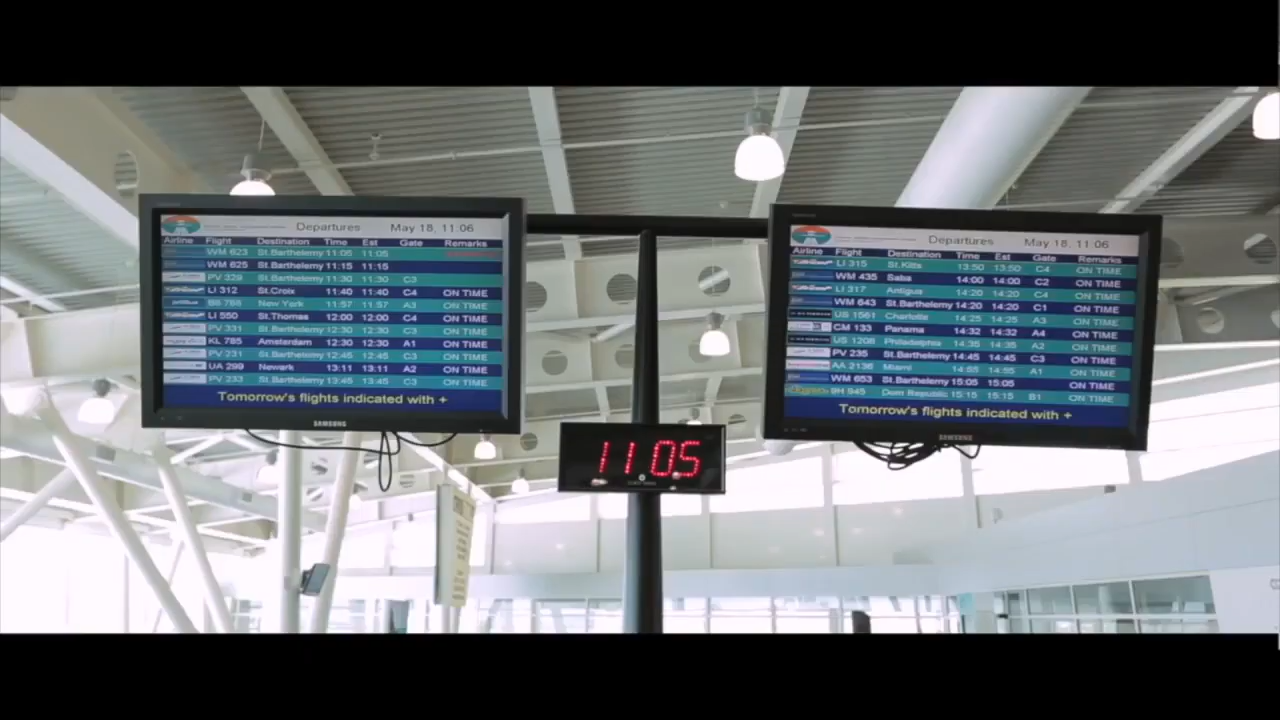 Departures May 18, 11:06
Airline Flight Destination Time Est Gate Remarks
WM 623 St.Barthelemy 11:05 11:05
WM 625 St.Barthelemy 11:15 11:15
PV 329 St.Barthelemy 11:30 11:30 C3
LI 312 St.Croix 11:40 11:40 C4 ON TIME
B6 788 New York 11:57 11:57 A3 ON TIME
LI 550 St.Thomas 12:00 12:00 C4 ON TIME
PV 331 St.Barthelemy 12:30 12:30 C3 ON TIME
KL 785 Amsterdam 12:30 12:30 A1 ON TIME
PV 231 St.Barthelemy 12:45 12:45 C3 ON TIME
UA 299 Newark 13:11 13:11 A2 ON TIME
PV 233 St.Barthelemy 13:45 13:45 C3 ON TIME
Tomorrow's flights indicated with +
SAMSUNG
11:05
Departures May 18, 11:06
Airline Flight Destination Time Est Gate Remarks
LI 315 St.Kitts 13:50 13:50 C4 ON TIME
WM 435 Saba 14:00 14:00 C2 ON TIME
LI 317 Antigua 14:20 14:20 C4 ON TIME
WM 643 St.Barthelemy 14:20 14:20 C1 ON TIME
US 1561 Charlotte 14:25 14:25 A3 ON TIME
CM 133 Panama 14:32 14:32 A4 ON TIME
US 1208 Philadelphia 14:35 14:35 A2 ON TIME
PV 235 St.Barthelemy 14:45 14:45 C3 ON TIME
AA 2136 Miami 14:55 14:55 A1 ON TIME
WM 653 St.Barthelemy 15:05 15:05 ON TIME
9H 945 Dom Republic 15:15 15:15 B1 ON TIME
Tomorrow's flights indicated with +
SAMSUNG